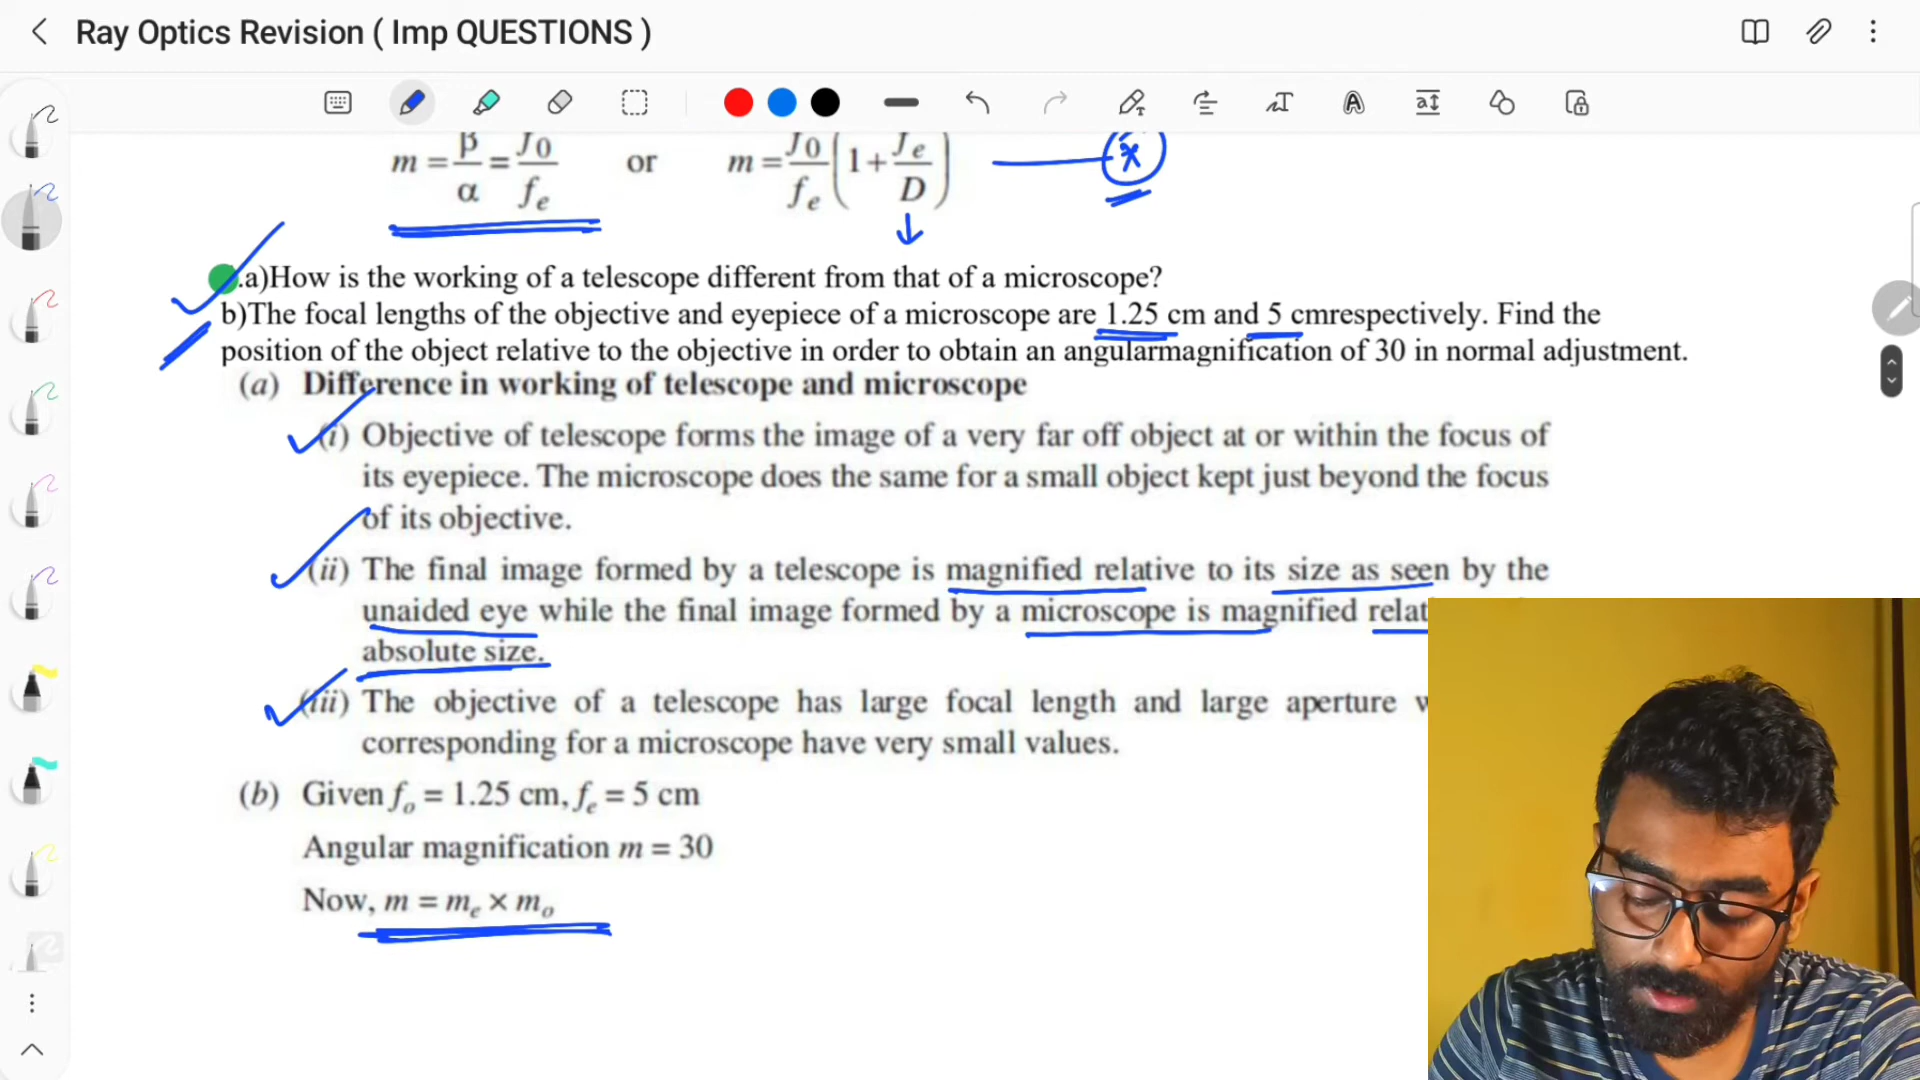 Ray Optics Revision ( Imp QUESTIONS )
m = β/α = f0/fe or m = f0/fe (1 + fe/D) *
.a)How is the working of a telescope different from that of a microscope?
b)The focal lengths of the objective and eyepiece of a microscope are 1.25 cm and 5 cmrespectively. Find the
position of the object relative to the objective in order to obtain an angularmagnification of 30 in normal adjustment.
(a) Difference in working of telescope and microscope
(i) Objective of telescope forms the image of a very far off object at or within the focus of
its eyepiece. The microscope does the same for a small object kept just beyond the focus
of its objective.
(ii) The final image formed by a telescope is magnified relative to its size as seen by the
unaided eye while the final image formed by a microscope is magnified
absolute size.
(iii) The objective of a telescope has large focal length and large aperture
corresponding for a microscope have very small values.
(b) Given fo = 1.25 cm, fe = 5 cm
Angular magnification m = 30
Now, m = me × mo